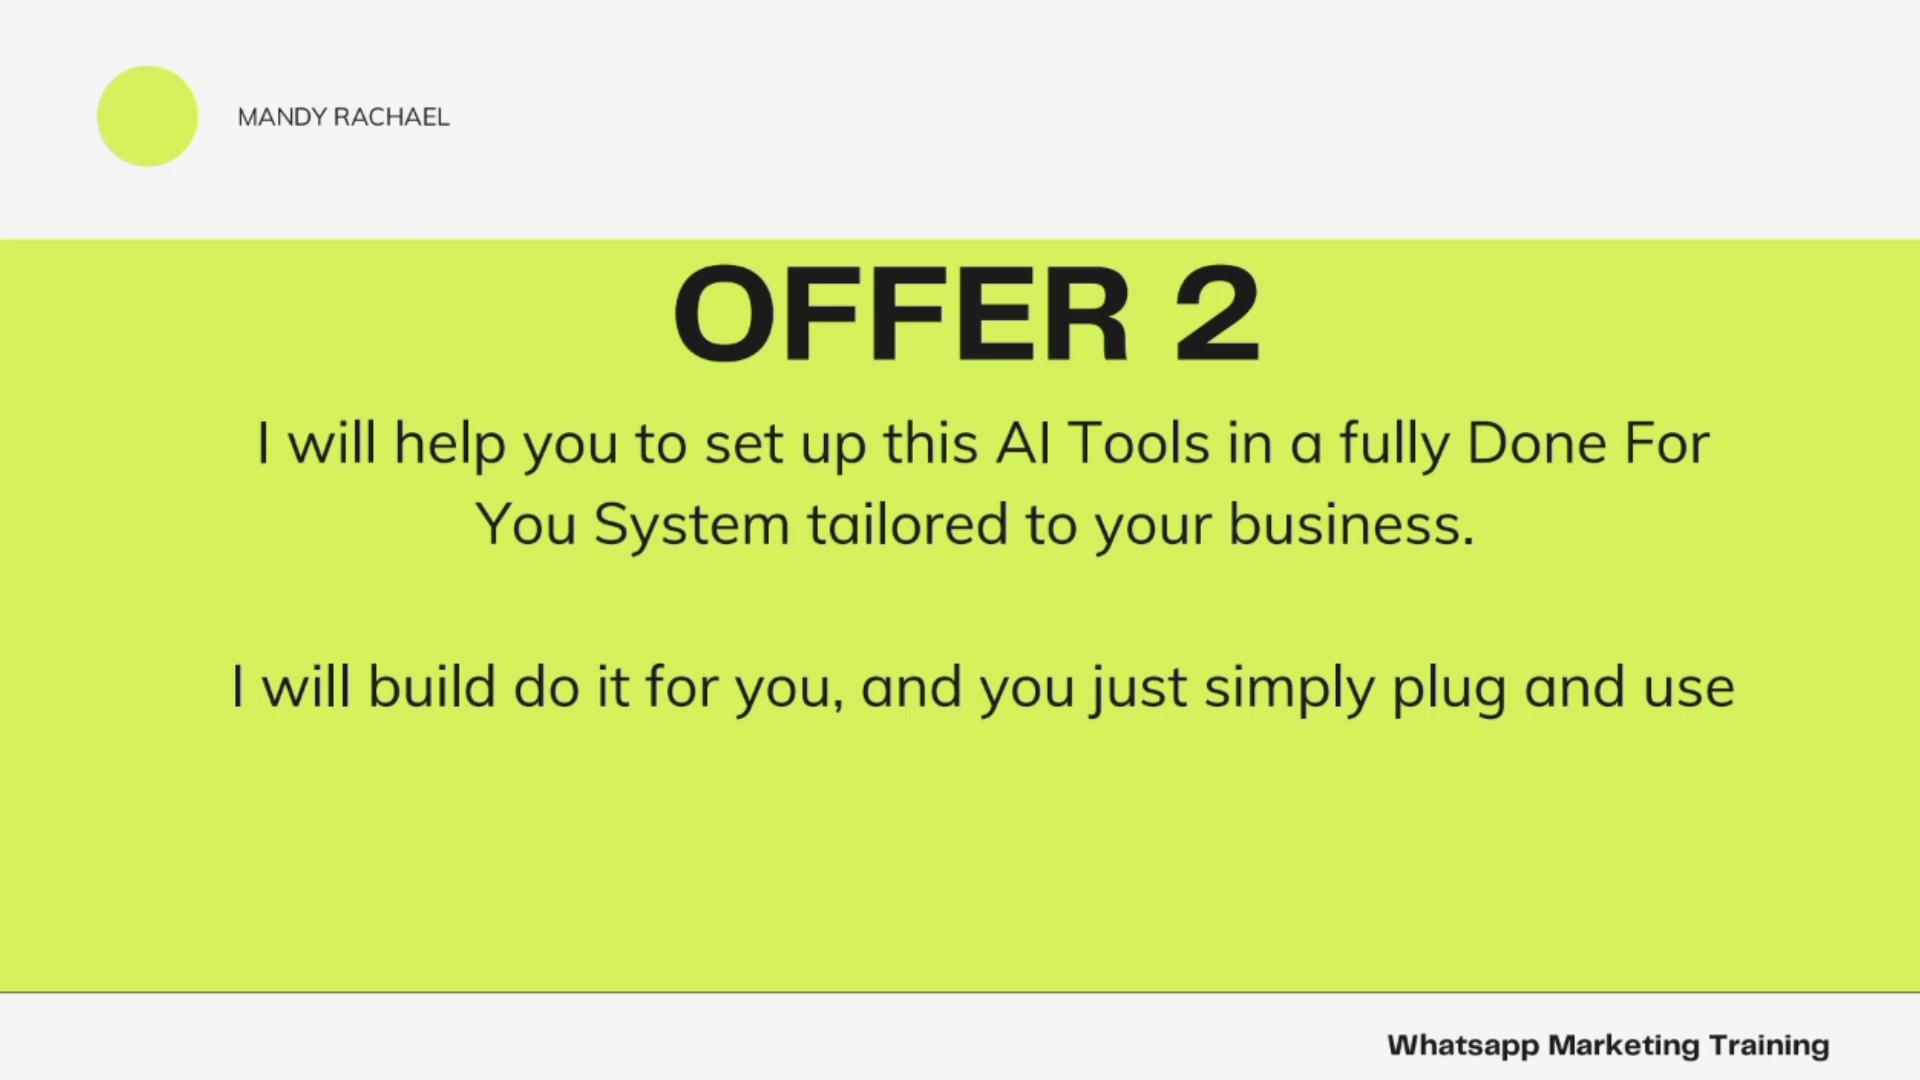 MANDY RACHAEL
OFFER 2
I will help you to set up this AI Tools in a fully Done For
You System tailored to your business.
I will build do it for you, and you just simply plug and use
Whatsapp Marketing Training